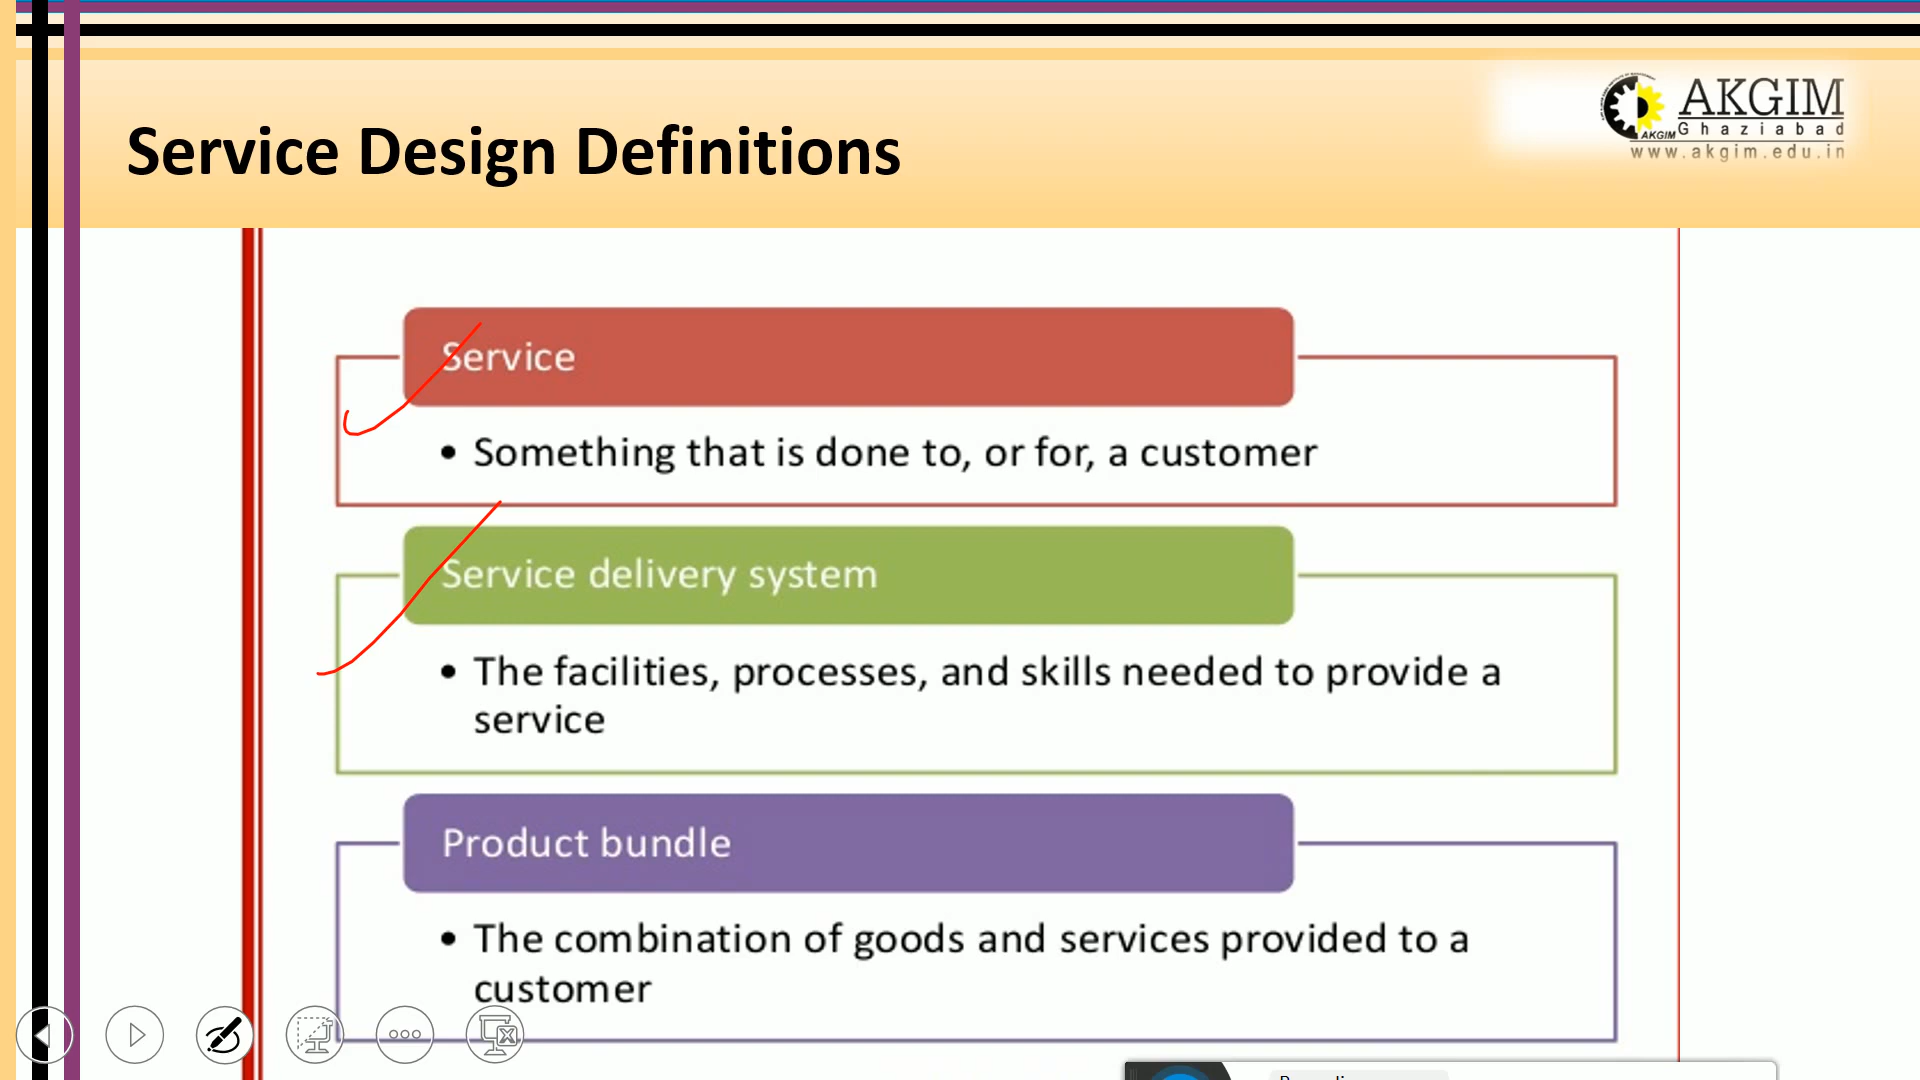 Service Design Definitions
AKGIM
AKGIM Ghaziabad
www.akgim.edu.in
Service
• Something that is done to, or for, a customer
Service delivery system
• The facilities, processes, and skills needed to provide a
service
Product bundle
• The combination of goods and services provided to a
customer